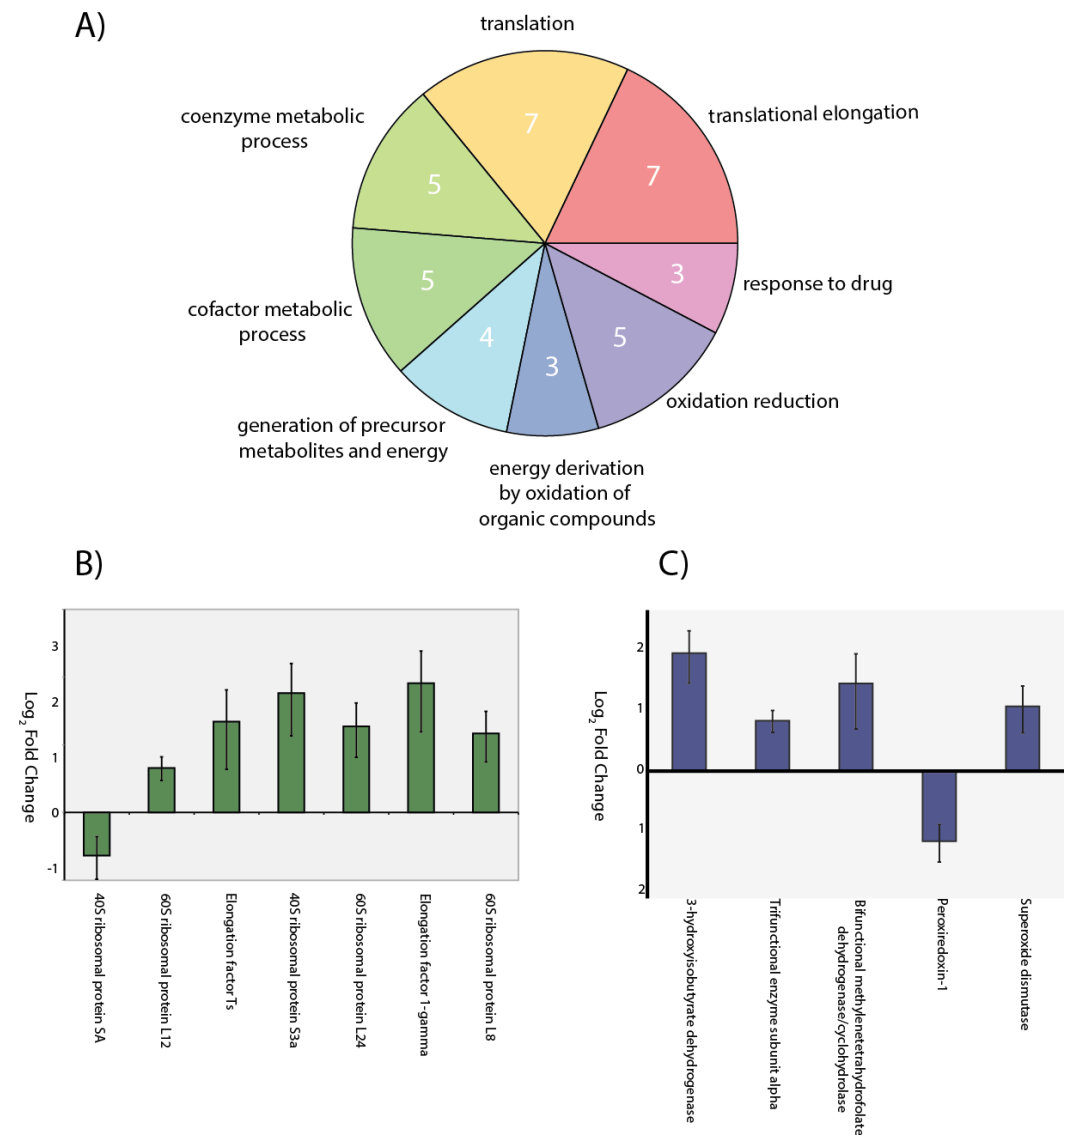 A)
translation
coenzyme metabolic
process
7
translational elongation
7
5
5
3
response to drug
cofactor metabolic
process
4
5
3
oxidation reduction
generation of precursor
metabolites and energy
energy derivation
by oxidation of
organic compounds
B)
Log2 Fold Change
3
2
1
0
-1
40S ribosomal protein SA
60S ribosomal protein L12
Elongation factor Ts
40S ribosomal protein S3a
60S ribosomal protein L24
Elongation factor 1-gamma
60S ribosomal protein L8
C)
Log2 Fold Change
2
1
0
1
2
3-hydroxyisobutyrate dehydrogenase
Trifunctional enzyme subunit alpha
Bifunctional methylenetetrahydrofolate
dehydrogenase/cyclohydrolase
Peroxiredoxin-1
Superoxide dismutase